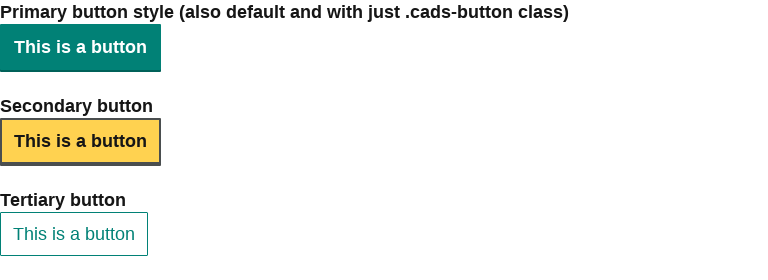 Primary button style (also default and with just .cads-button class)
This is a button
Secondary button
This is a button
Tertiary button
This is a button